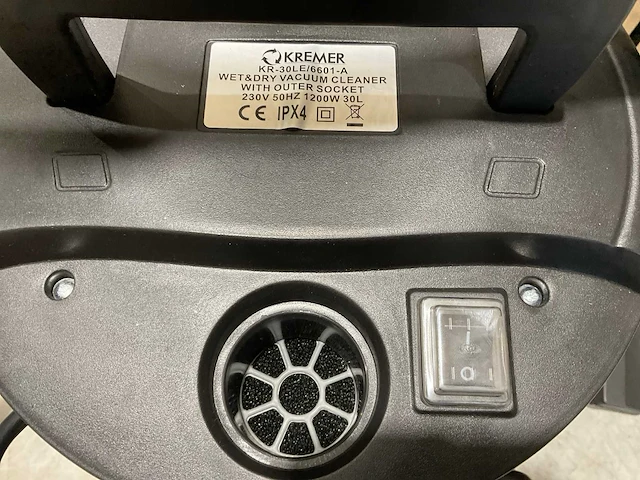 KREMER
KR-30LE/6601-A
WET&DRY VACUUM CLEANER
WITH OUTER SOCKET
230V 50HZ 1200W 30L
CE IPX4
I O I